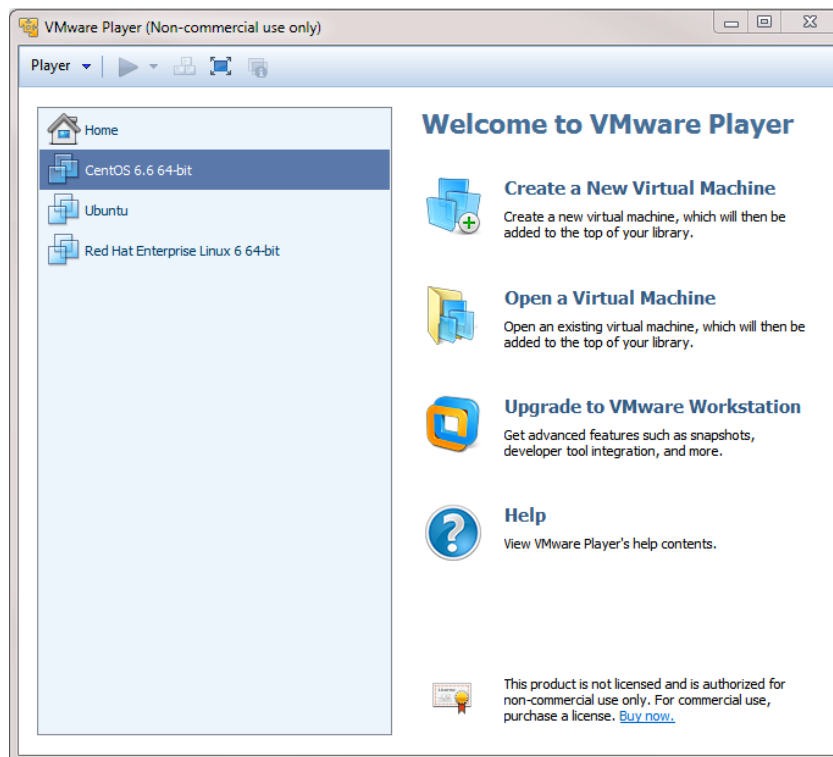 VMware Player (Non-commercial use only)
Player
Home
CentOS 6.6 64-bit
Ubuntu
Red Hat Enterprise Linux 6 64-bit
Welcome to VMware Player
Create a New Virtual Machine
Create a new virtual machine, which will then be
added to the top of your library.
Open a Virtual Machine
Open an existing virtual machine, which will then be
added to the top of your library.
Upgrade to VMware Workstation
Get advanced features such as snapshots,
developer tool integration, and more.
Help
View VMware Player's help contents.
This product is not licensed and is authorized for
non-commercial use only. For commercial use,
purchase a license. Buy now.